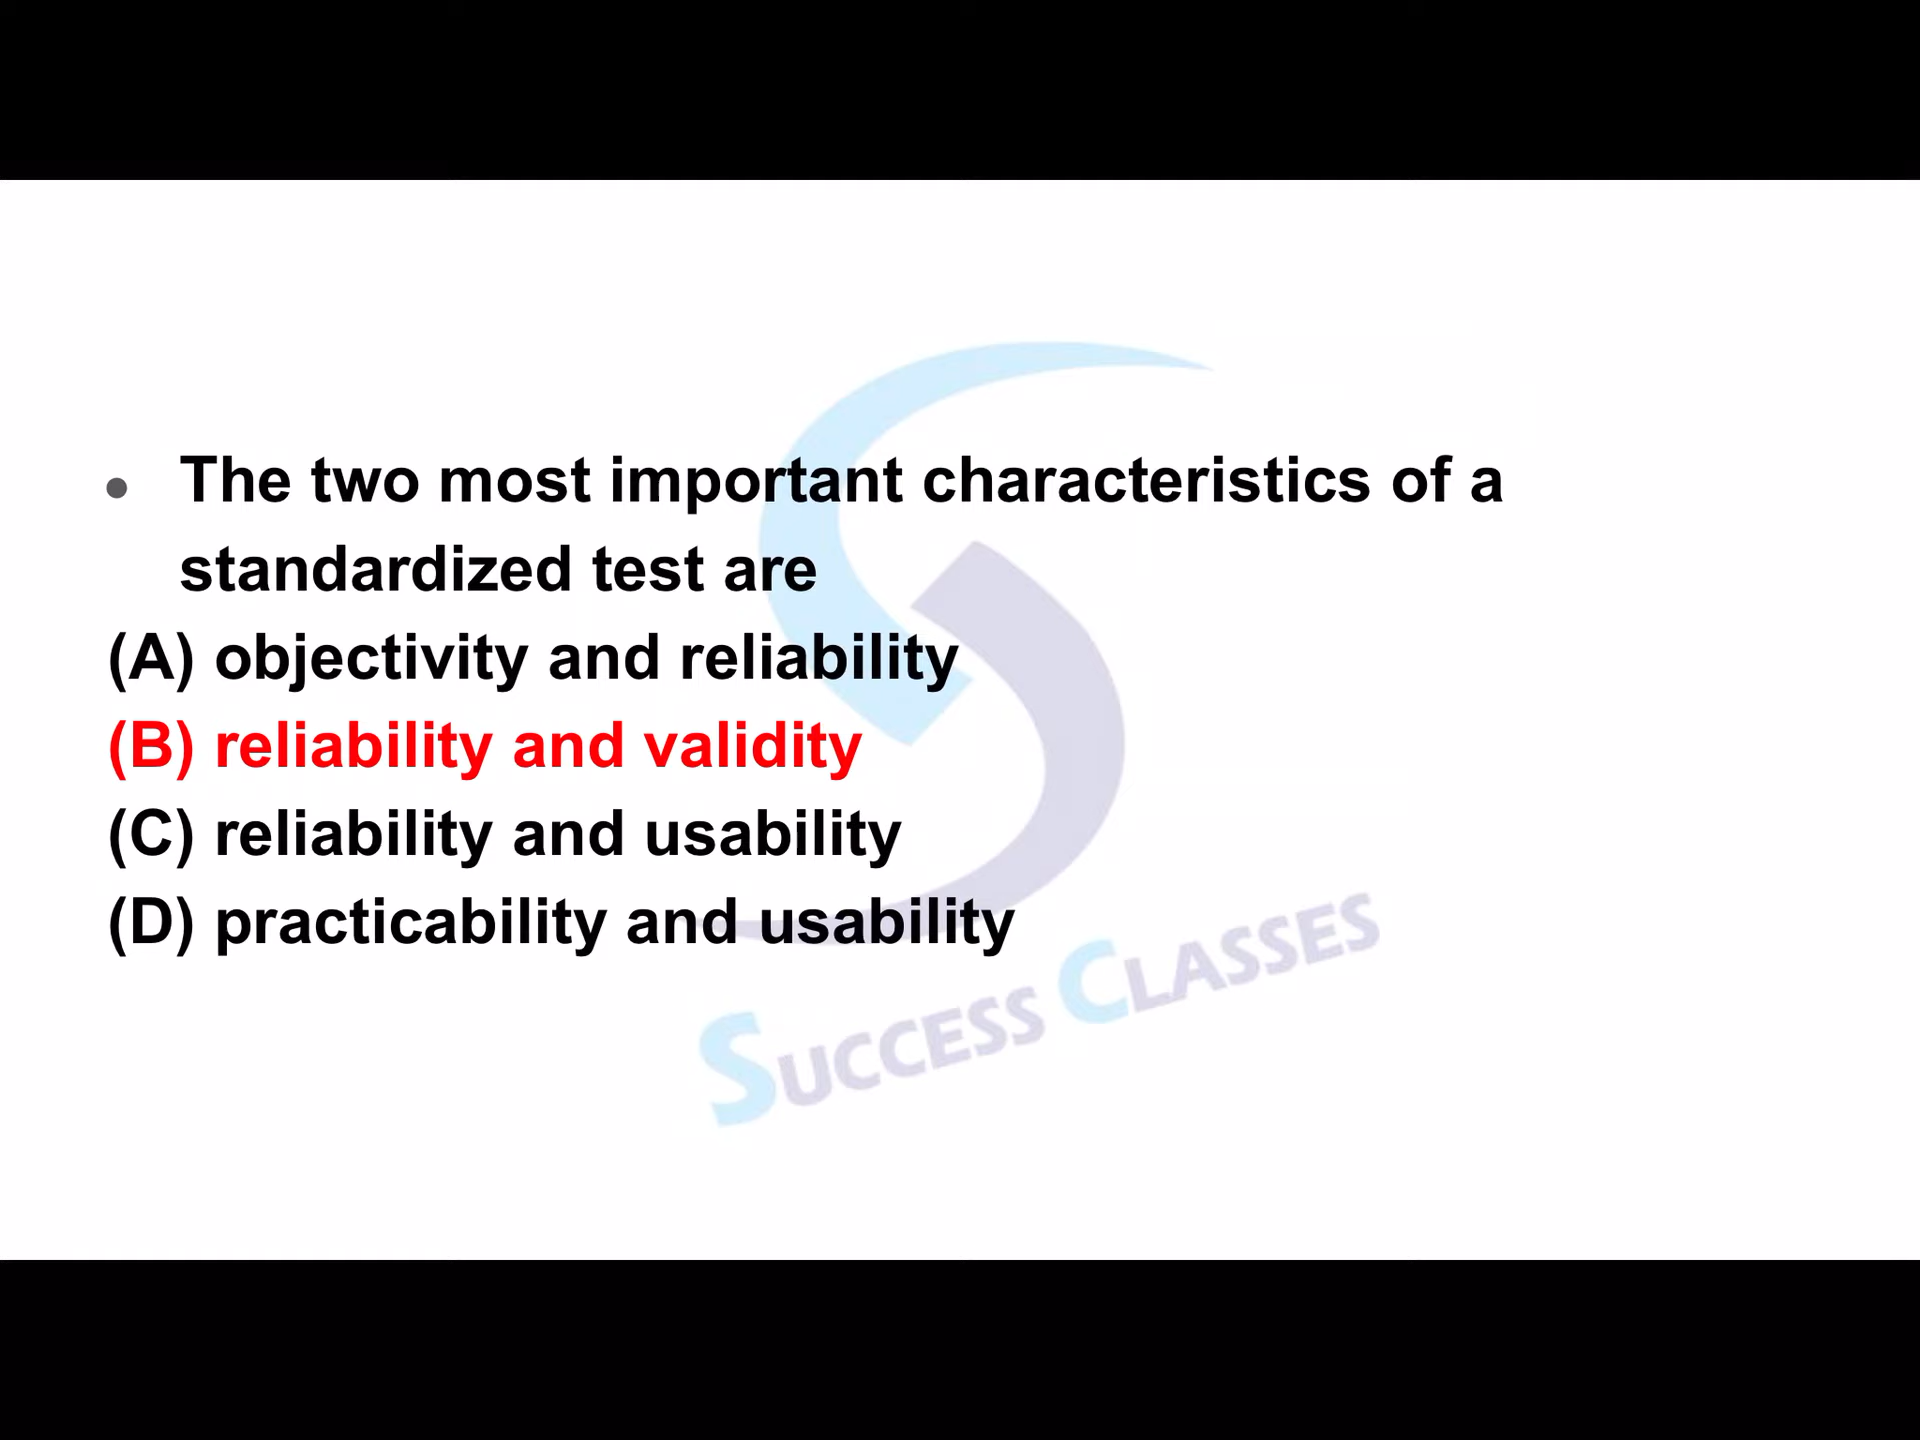 ● The two most important characteristics of a
standardized test are
(A) objectivity and reliability
(B) reliability and validity
(C) reliability and usability
(D) practicability and usability
SUCCESS CLASSES